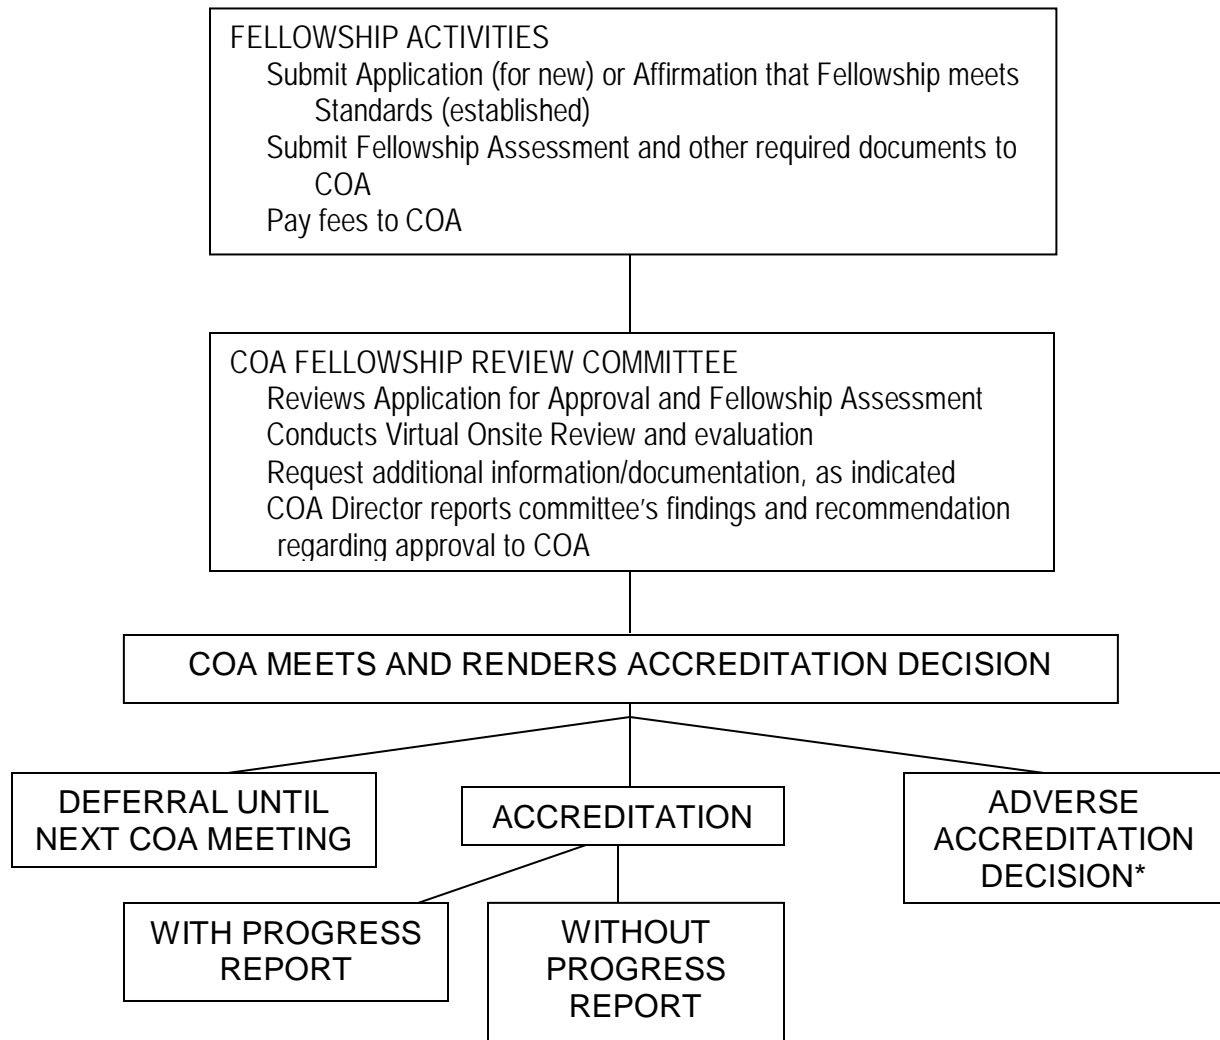 FELLOWSHIP ACTIVITIES
Submit Application (for new) or Affirmation that Fellowship meets
Standards (established)
Submit Fellowship Assessment and other required documents to
COA
Pay fees to COA
COA FELLOWSHIP REVIEW COMMITTEE
Reviews Application for Approval and Fellowship Assessment
Conducts Virtual Onsite Review and evaluation
Request additional information/documentation, as indicated
COA Director reports committee’s findings and recommendation
regarding approval to COA
COA MEETS AND RENDERS ACCREDITATION DECISION
DEFERRAL UNTIL
NEXT COA MEETING
ACCREDITATION
ADVERSE
ACCREDITATION
DECISION*
WITH PROGRESS
REPORT
WITHOUT
PROGRESS
REPORT